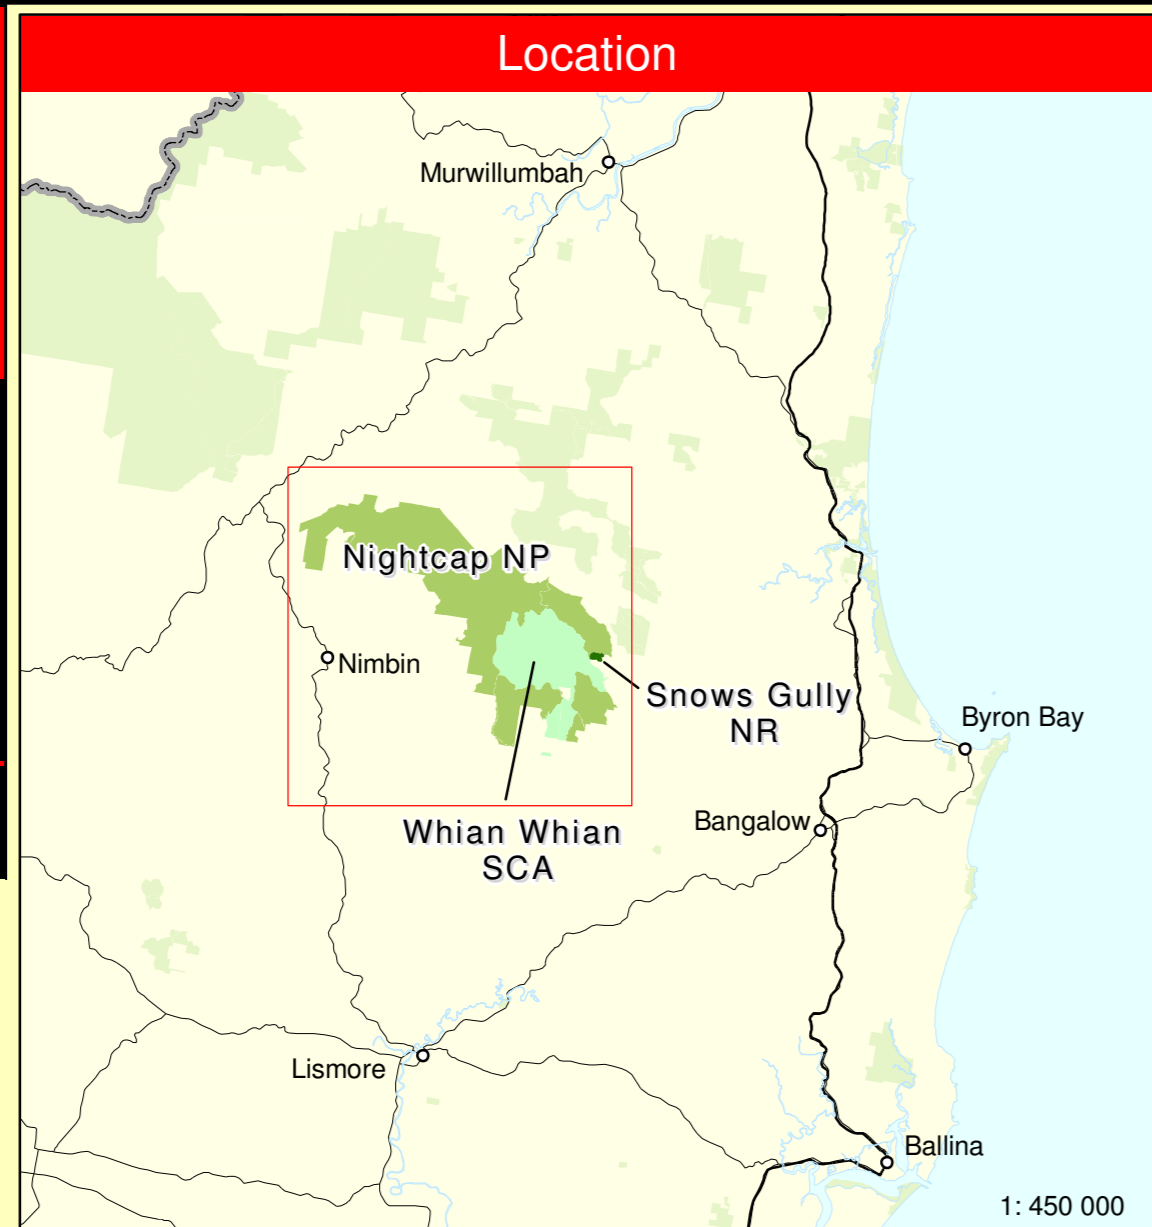 Location
Murwillumbah
Nightcap NP
Nimbin
Snows Gully
NR
Byron Bay
Bangalow
Whian Whian
SCA
Lismore
Ballina
1: 450 000